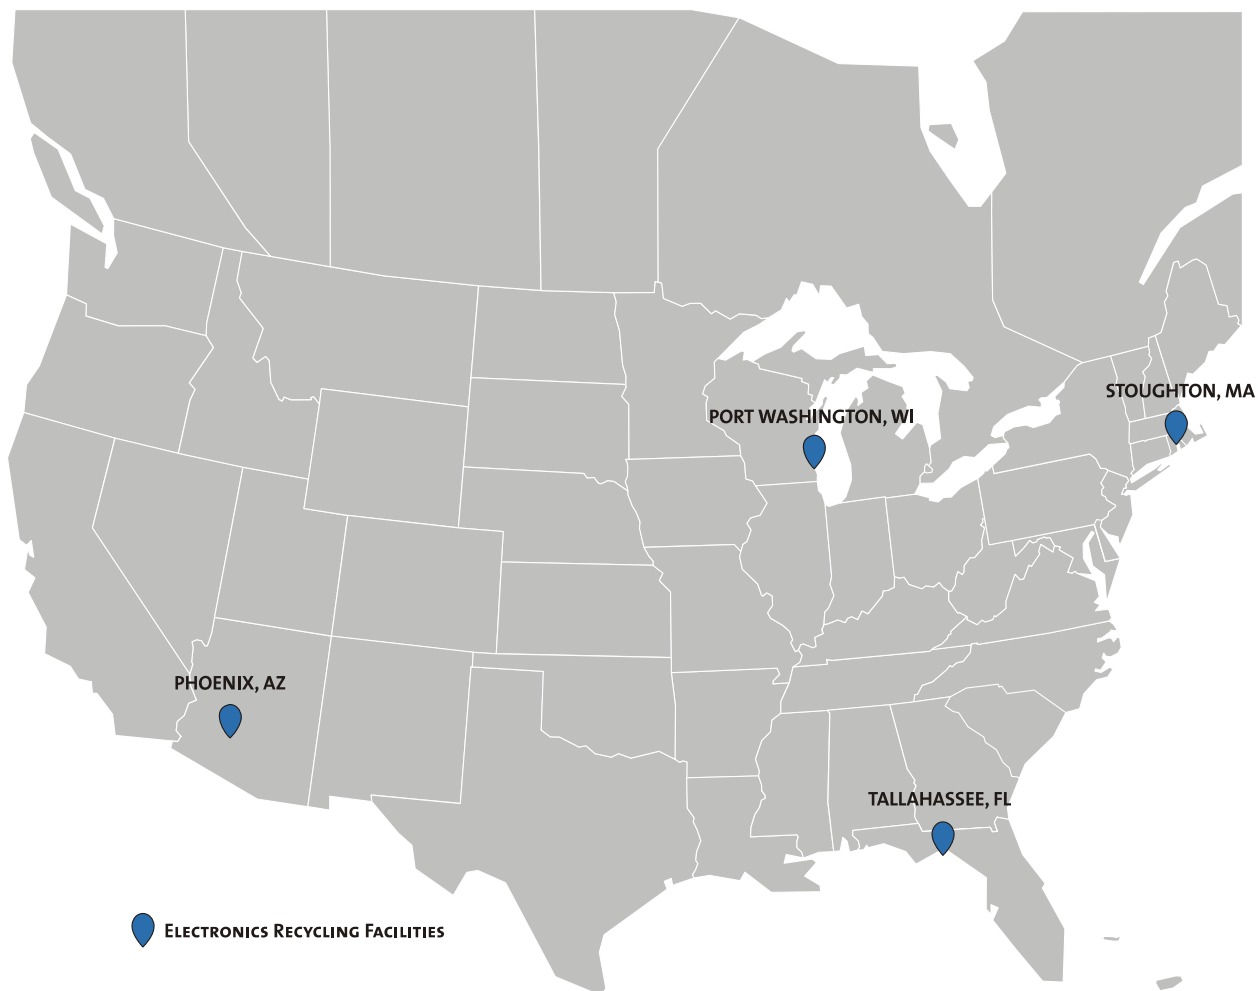 STOUGHTON, MA
PORT WASHINGTON, WI
PHOENIX, AZ
TALLAHASSEE, FL
Electronics Recycling Facilities